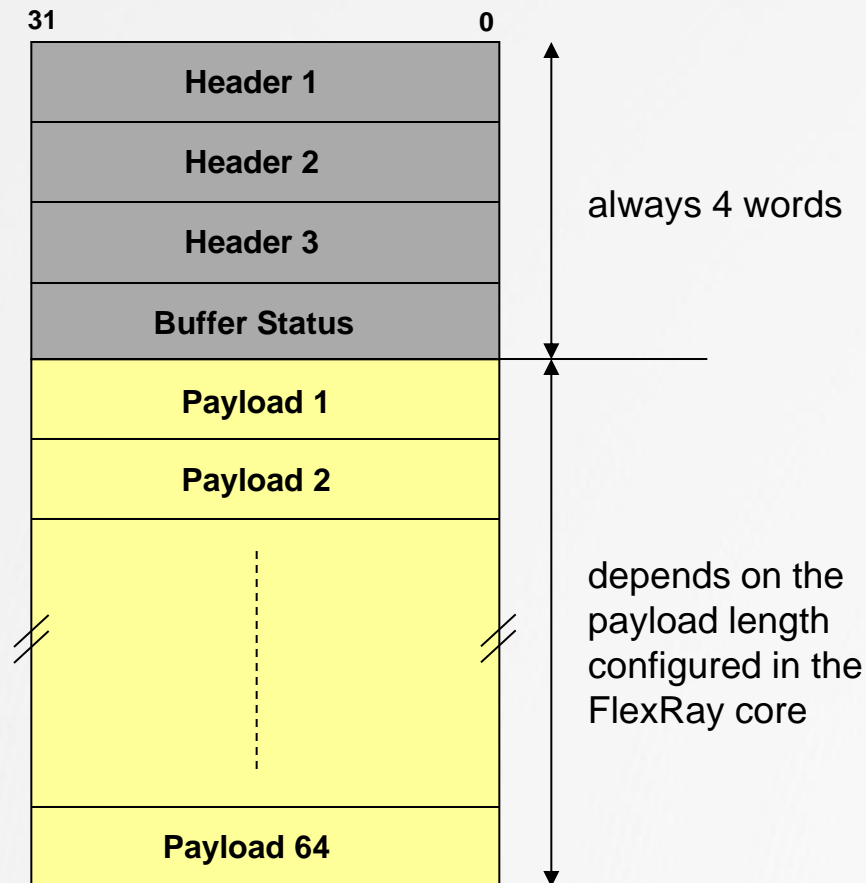 31 0
Header 1
Header 2
Header 3
Buffer Status
always 4 words
Payload 1
Payload 2
depends on the
payload length
configured in the
FlexRay core
Payload 64